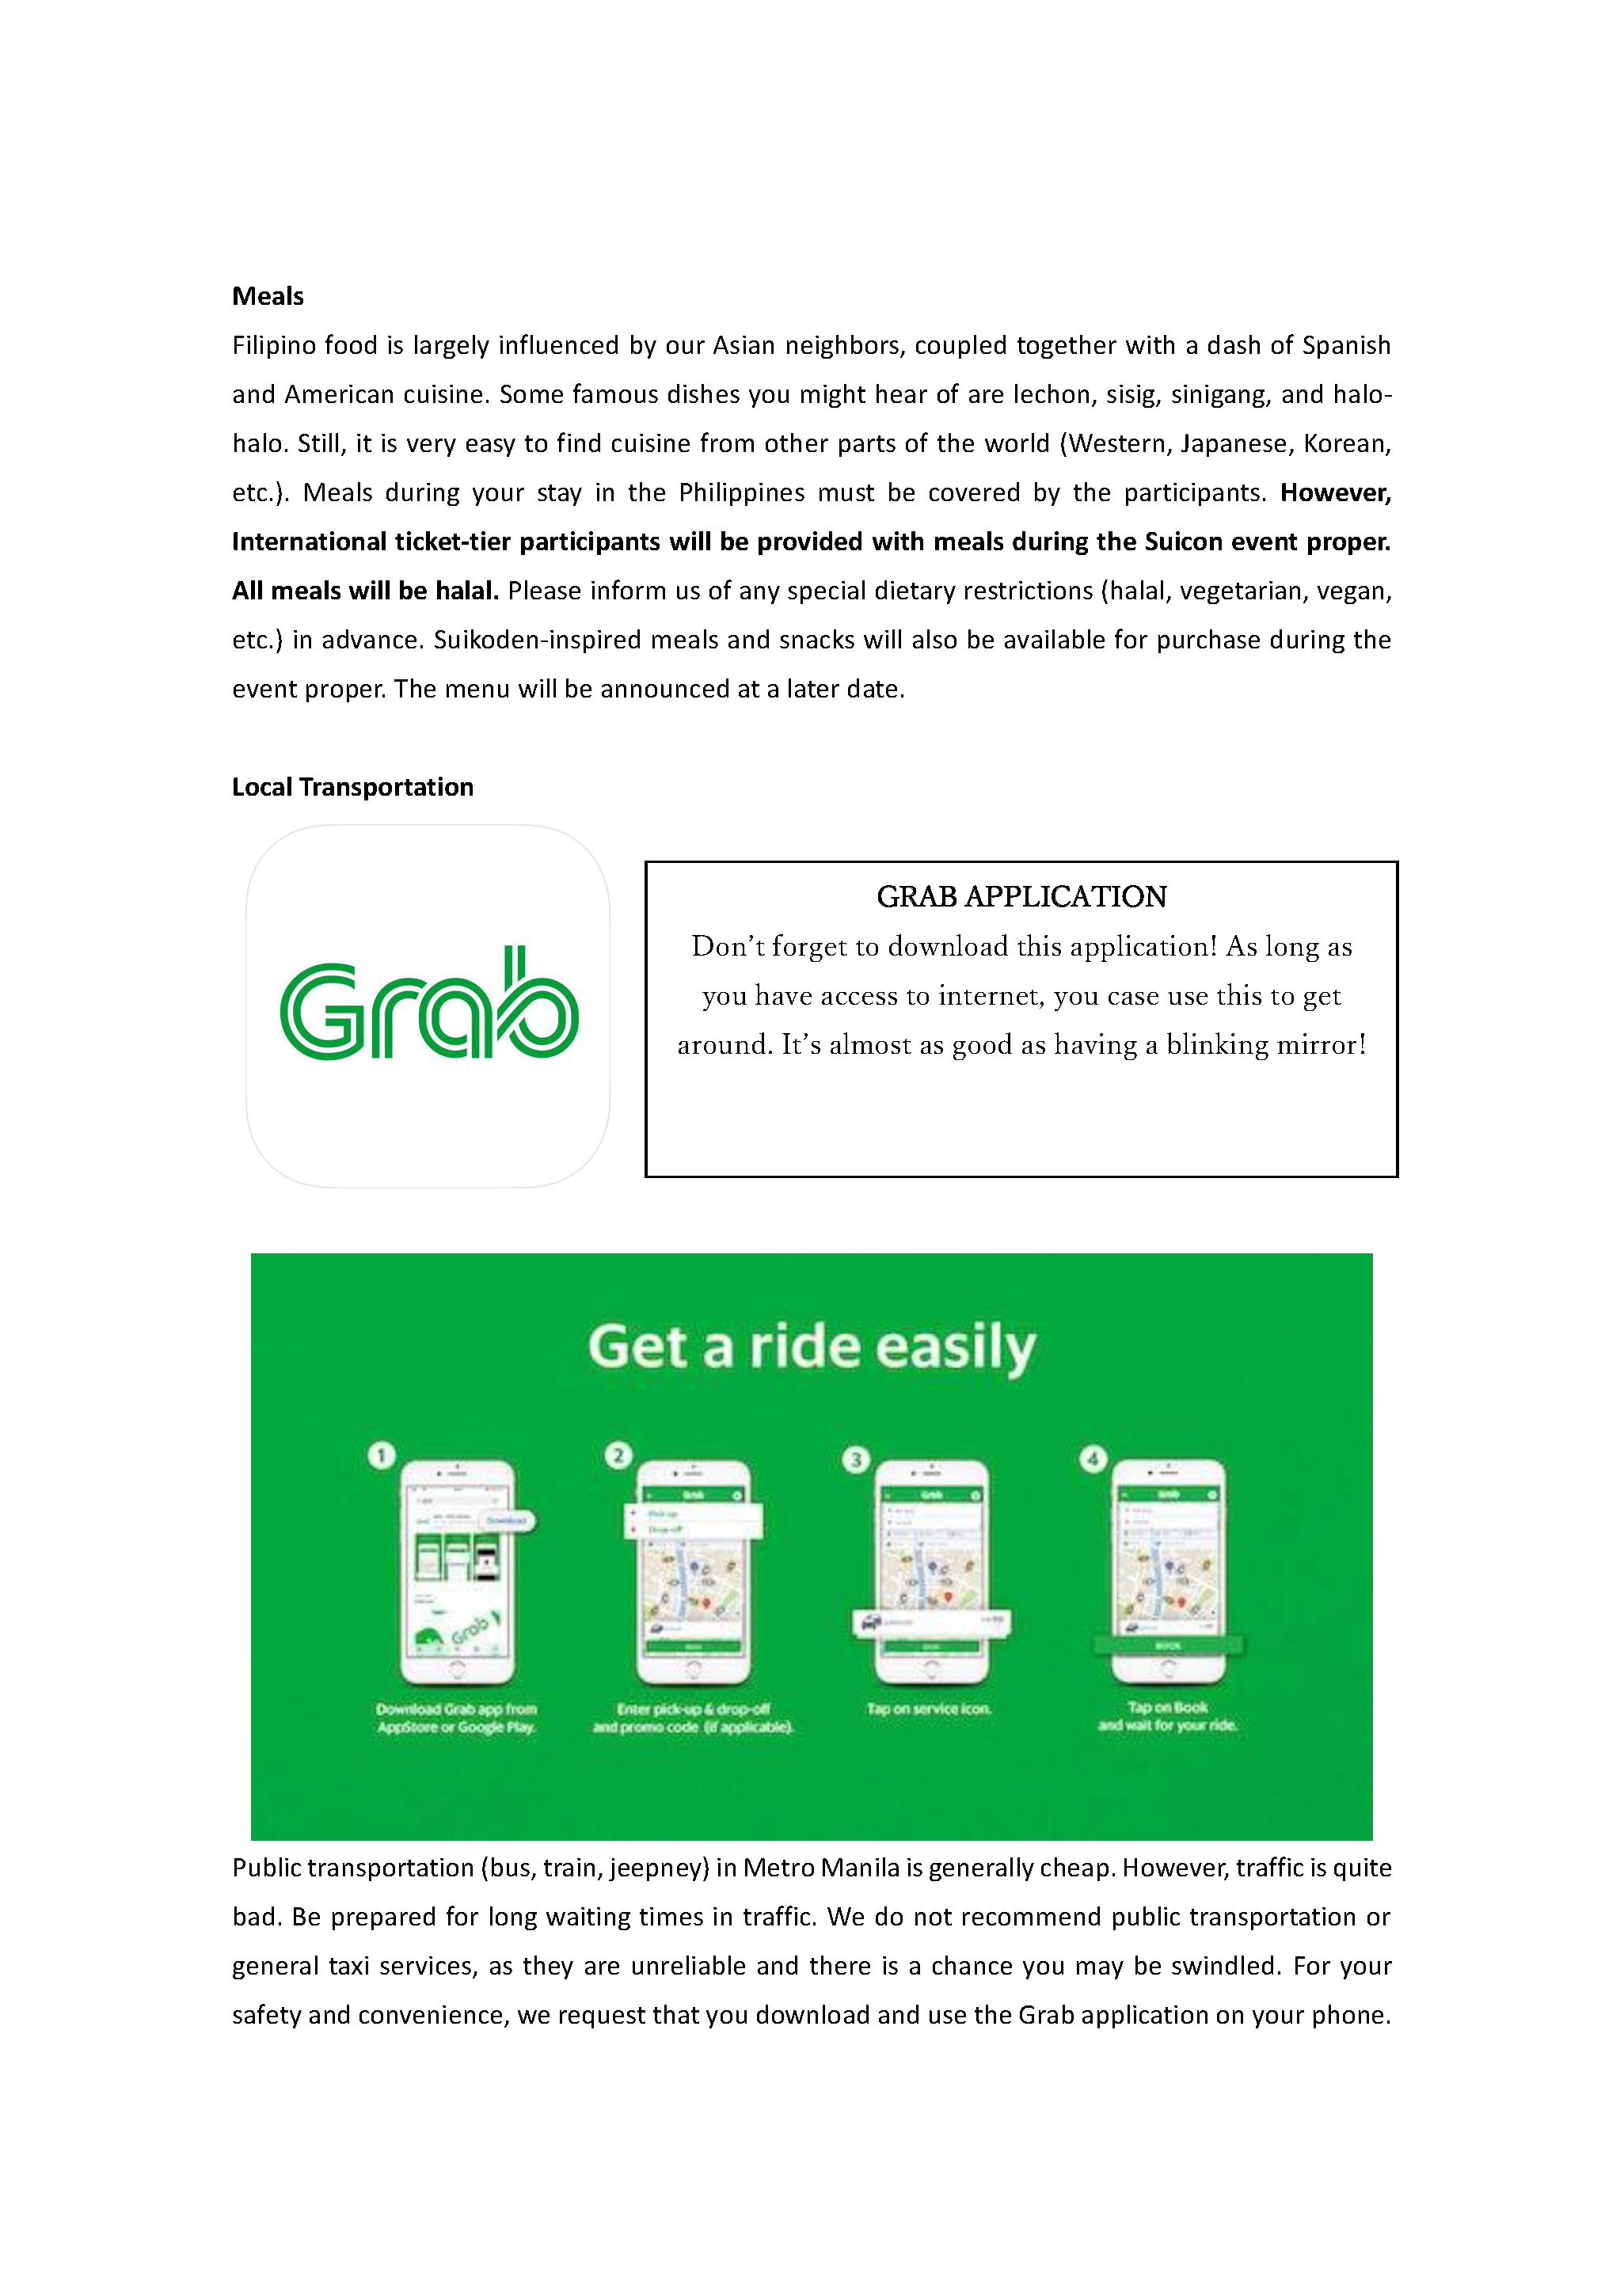 Meals
Filipino food is largely influenced by our Asian neighbors, coupled together with a dash of Spanish
and American cuisine. Some famous dishes you might hear of are lechon, sisig, sinigang, and halo-
halo. Still, it is very easy to find cuisine from other parts of the world (Western, Japanese, Korean,
etc.). Meals during your stay in the Philippines must be covered by the participants. However,
International ticket-tier participants will be provided with meals during the Suicon event proper.
All meals will be halal. Please inform us of any special dietary restrictions (halal, vegetarian, vegan,
etc.) in advance. Suikoden-inspired meals and snacks will also be available for purchase during the
event proper. The menu will be announced at a later date.
Local Transportation
Grab
GRAB APPLICATION
Don't forget to download this application! As long as
you have access to internet, you case use this to get
around. It's almost as good as having a blinking mirror!
Get a ride easily
1
Download
Grab
Download Grab app from
AppStore or Google Play.
2
Grab
Pick up
Drop-off
BOOK
Enter pick-up & drop-off
and promo code (if applicable).
3
Grab
Tap on service icon.
4
Grab
BOOK
Tap on Book
and wait for your ride.
Public transportation (bus, train, jeepney) in Metro Manila is generally cheap. However, traffic is quite
bad. Be prepared for long waiting times in traffic. We do not recommend public transportation or
general taxi services, as they are unreliable and there is a chance you may be swindled. For your
safety and convenience, we request that you download and use the Grab application on your phone.